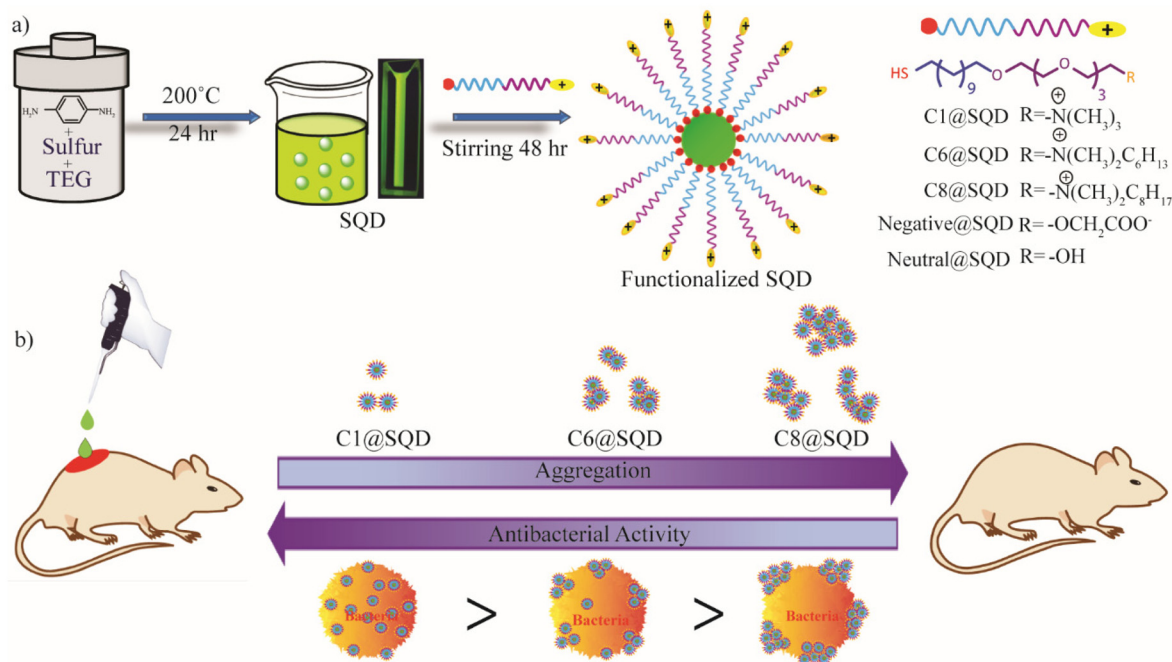 a)
H₂N NH₂
+
Sulfur
+
TEG
200°C
24 hr
SQD
+
Stirring 48 hr
Functionalized SQD
+
HS 9 O O 3 R
C1@SQD R=-N(CH₃)₃
C6@SQD R=-N(CH₃)₂C₆H₁₃
C8@SQD R= -N(CH₃)₂C₈H₁₇
Negative@SQD R= -OCH₂COO⁻
Neutral@SQD R= -OH
b)
C1@SQD C6@SQD C8@SQD
Aggregation
Antibacterial Activity
Bacteria > Bacteria > Bacteria